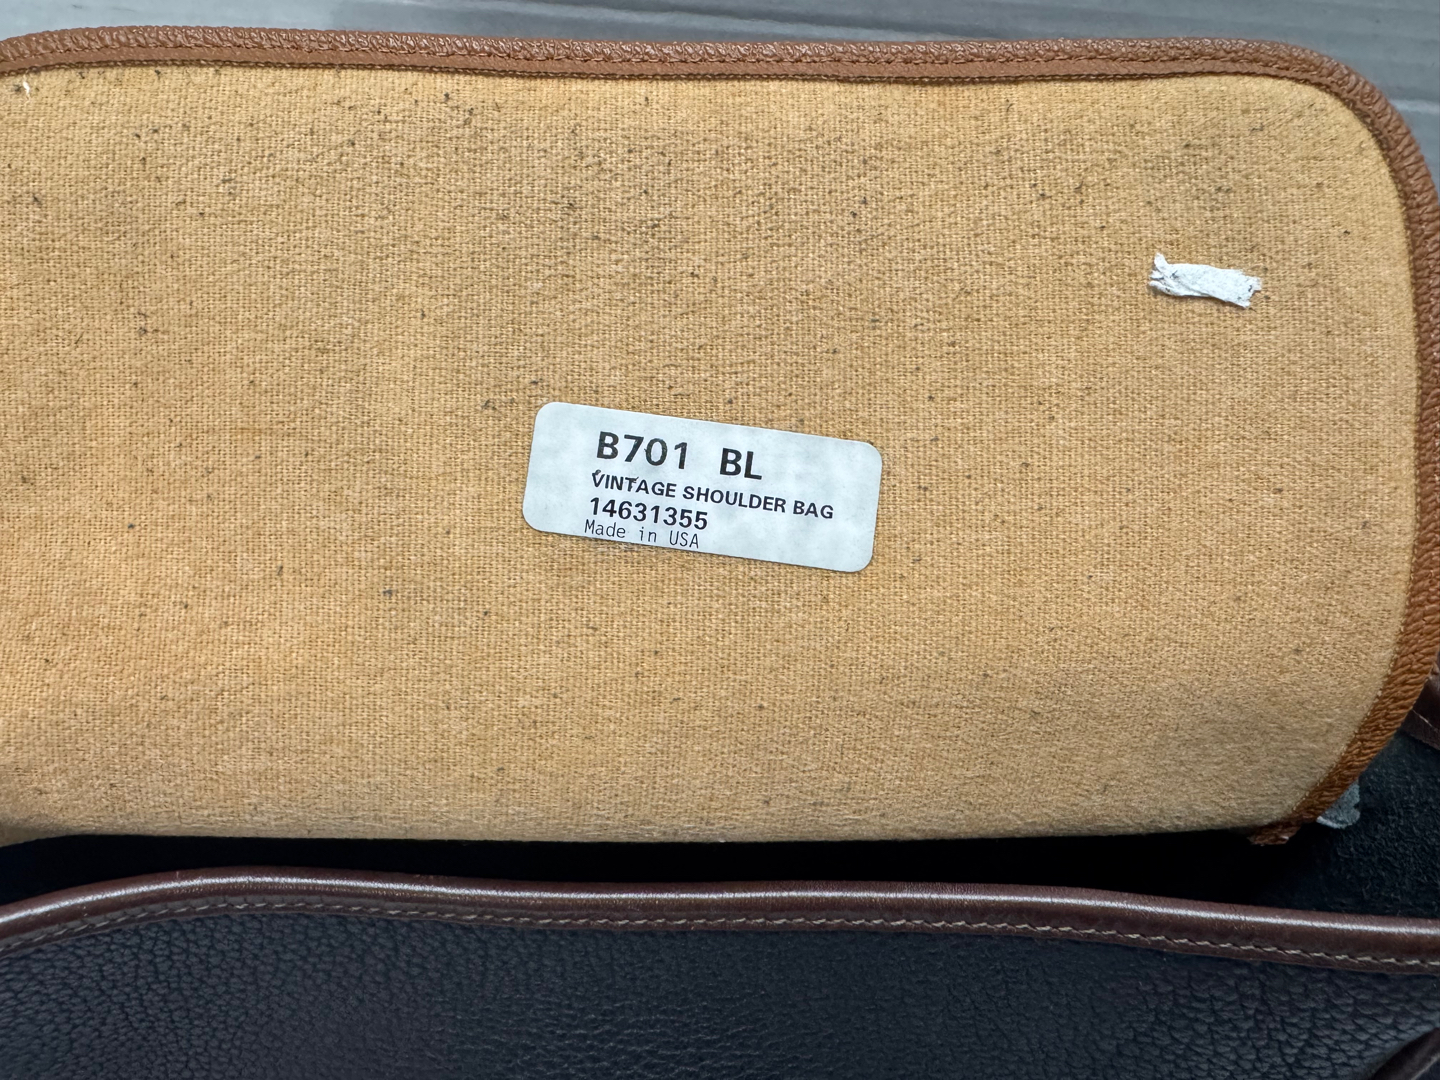 B701 BL
VINTAGE SHOULDER BAG
14631355
Made in USA